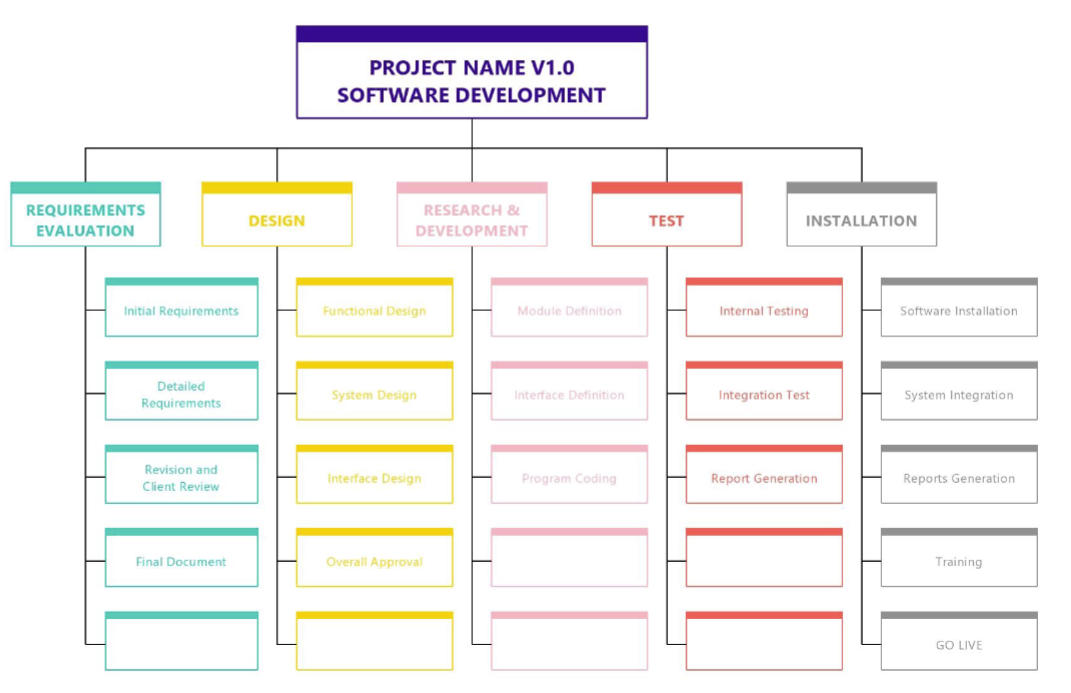 PROJECT NAME V1.0
SOFTWARE DEVELOPMENT
REQUIREMENTS
EVALUATION
DESIGN
RESEARCH &
DEVELOPMENT
TEST
INSTALLATION
Initial Requirements
Functional Design
Module Definition
Internal Testing
Software Installation
Detailed
Requirements
System Design
Interface Definition
Integration Test
System Integration
Revision and
Client Review
Interface Design
Program Coding
Report Generation
Reports Generation
Final Document
Overall Approval
Training
GO LIVE